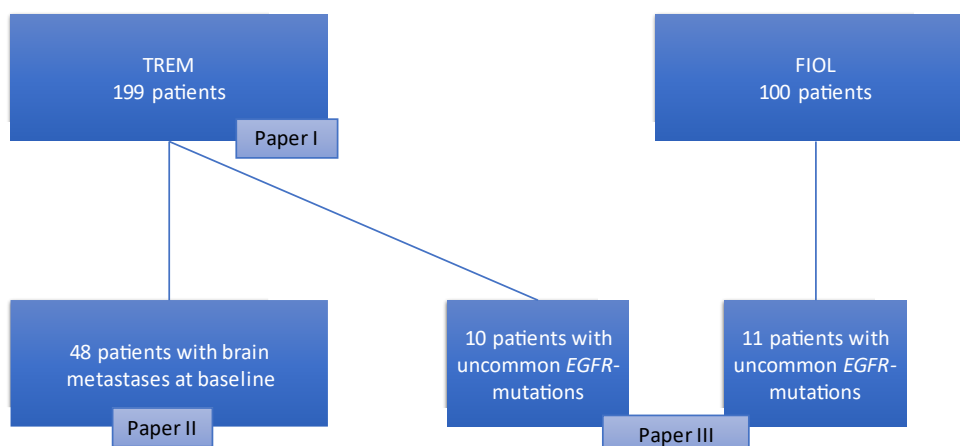 TREM
199 patients
Paper I
FIOL
100 patients
48 patients with brain
metastases at baseline
Paper II
10 patients with
uncommon EGFR-
mutations
11 patients with
uncommon EGFR-
mutations
Paper III